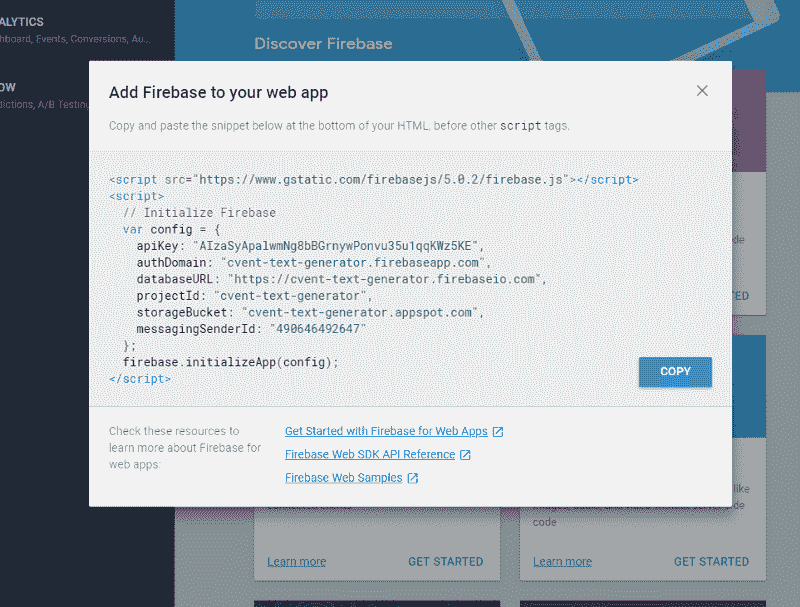 ALYTICS
hboard, Events, Conversions, Au...
OW
dictions, A/B Testing
Discover Firebase
Add Firebase to your web app
Copy and paste the snippet below at the bottom of your HTML, before other script tags.
<script src="https://www.gstatic.com/firebasejs/5.0.2/firebase.js"></script>
<script>
// Initialize Firebase
var config = {
apiKey: "AIzaSyApalwmNg8bBGrnywPonvu35u1qqKWz5KE",
authDomain: "cvent-text-generator.firebaseapp.com",
databaseURL: "https://cvent-text-generator.firebaseio.com",
projectId: "cvent-text-generator",
storageBucket: "cvent-text-generator.appspot.com",
messagingSenderId: "490646492647"
};
firebase.initializeApp(config);
</script>
COPY
Check these resources to
learn more about Firebase for
web apps:
Get Started with Firebase for Web Apps
Firebase Web SDK API Reference
Firebase Web Samples
de
ED
like
de
code
Learn more
GET STARTED
Learn more
GET STARTED